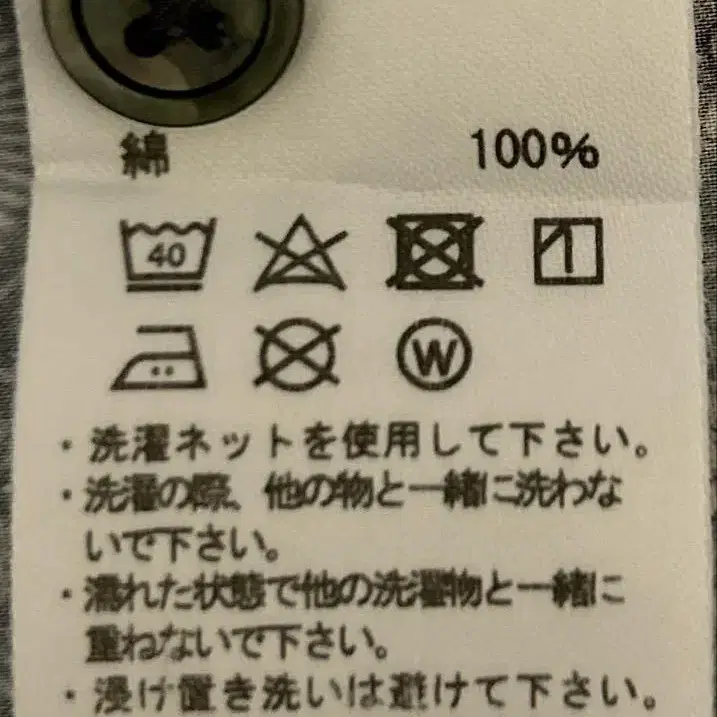 綿 100%
40
W
・洗濯ネットを使用して下さい。
・洗濯の際、他の物と一緒に洗わな
いで下さい。
・濡れた状態で他の洗濯物と一緒に
重ねないで下さい。
・浸け置き洗いは避けて下さい。